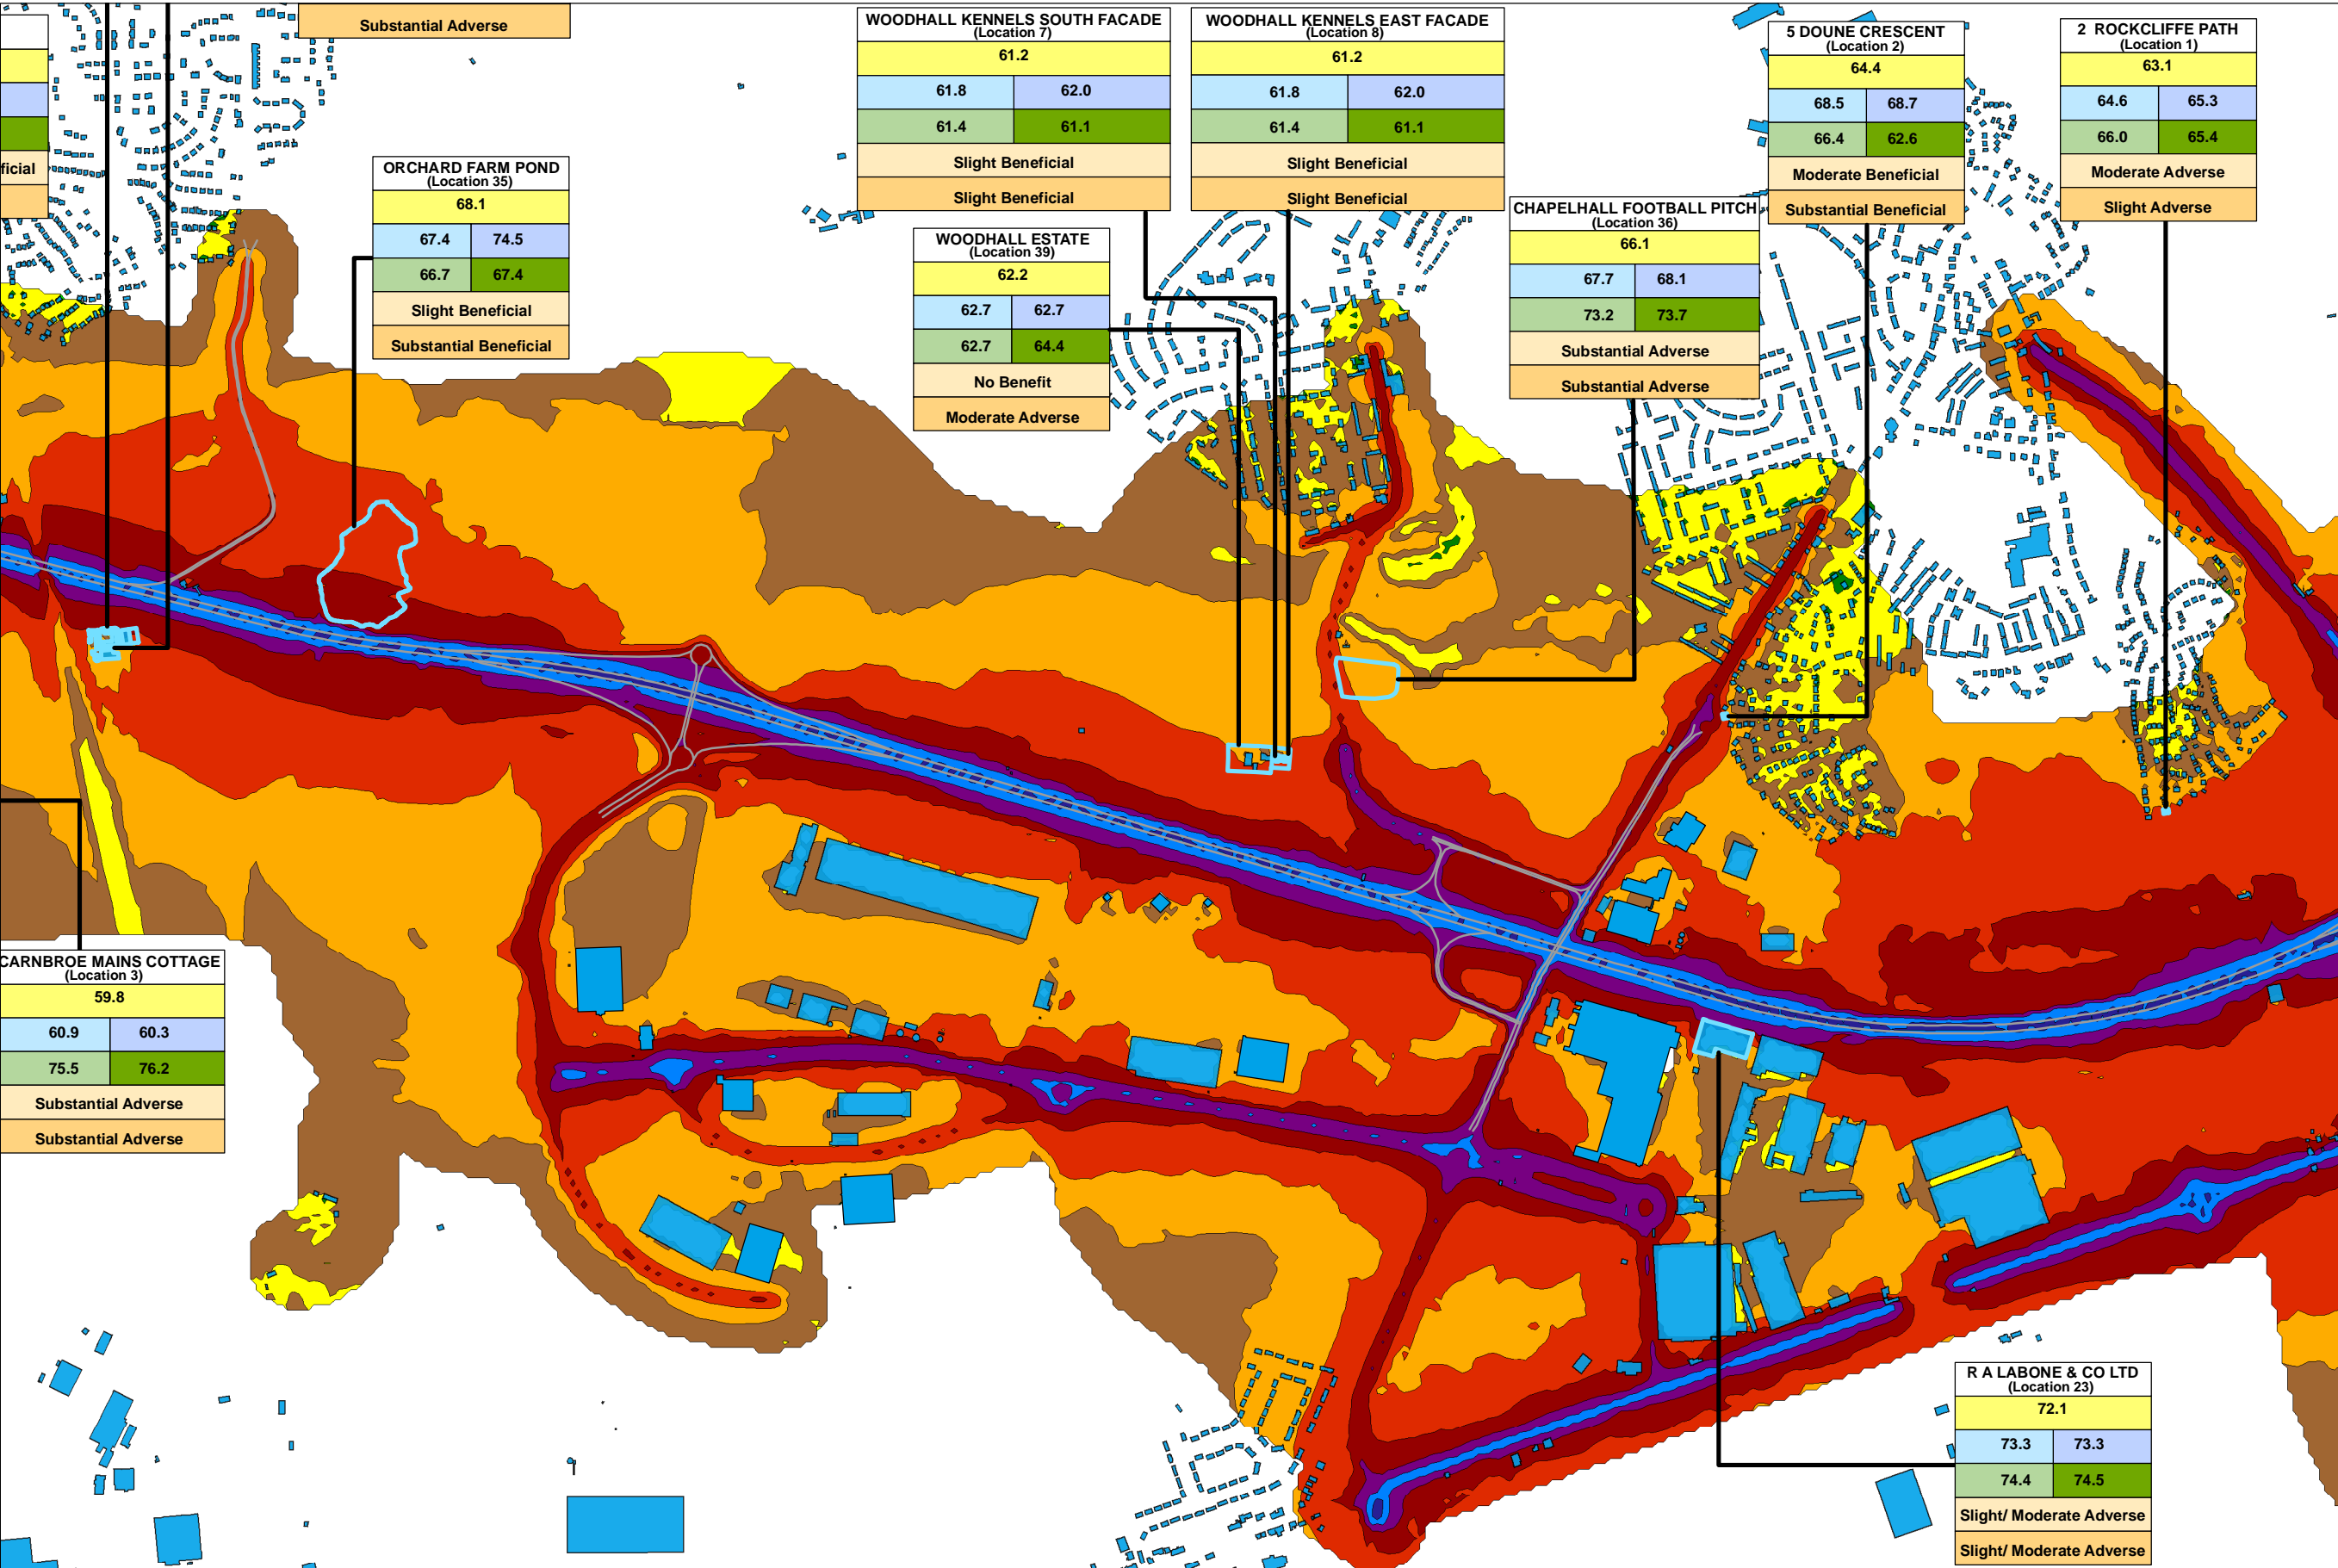 Substantial Adverse
ficial
ORCHARD FARM POND
(Location 35)
68.1
67.4 74.5
66.7 67.4
Slight Beneficial
Substantial Beneficial
WOODHALL KENNELS SOUTH FACADE
(Location 7)
61.2
61.8 62.0
61.4 61.1
Slight Beneficial
Slight Beneficial
WOODHALL KENNELS EAST FACADE
(Location 8)
61.2
61.8 62.0
61.4 61.1
Slight Beneficial
Slight Beneficial
WOODHALL ESTATE
(Location 39)
62.2
62.7 62.7
62.7 64.4
No Benefit
Moderate Adverse
CHAPELHALL FOOTBALL PITCH
(Location 36)
66.1
67.7 68.1
73.2 73.7
Substantial Adverse
Substantial Adverse
5 DOUNE CRESCENT
(Location 2)
64.4
68.5 68.7
66.4 62.6
Moderate Beneficial
Substantial Beneficial
2 ROCKCLIFFE PATH
(Location 1)
63.1
64.6 65.3
66.0 65.4
Moderate Adverse
Slight Adverse
CARNBROE MAINS COTTAGE
(Location 3)
59.8
60.9 60.3
75.5 76.2
Substantial Adverse
Substantial Adverse
R A LABONE & CO LTD
(Location 23)
72.1
73.3 73.3
74.4 74.5
Slight/ Moderate Adverse
Slight/ Moderate Adverse